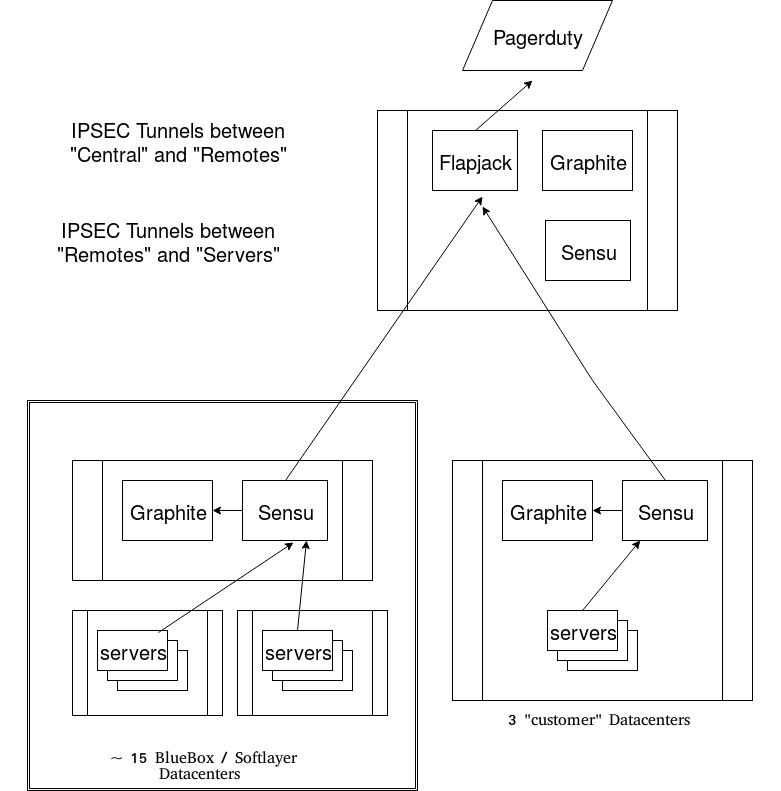 Pagerduty
IPSEC Tunnels between
"Central" and "Remotes"
Flapjack
Graphite
IPSEC Tunnels between
"Remotes" and "Servers"
Sensu
Graphite
Sensu
Graphite
Sensu
servers
servers
servers
3 "customer" Datacenters
~ 15 BlueBox / Softlayer
Datacenters